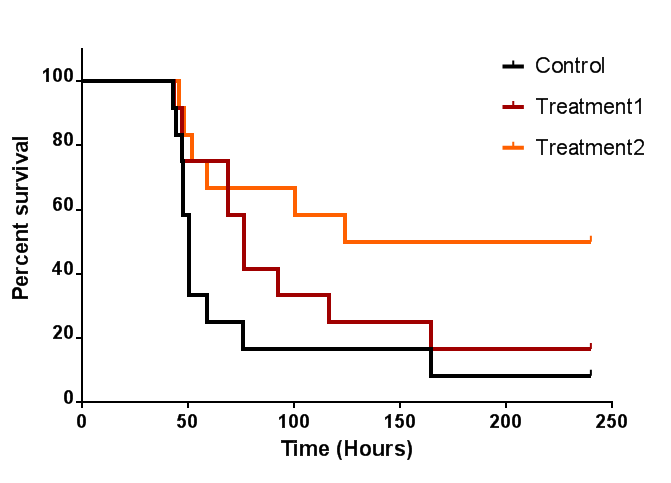 Control
Treatment1
Treatment2
Percent survival
100
80
60
40
20
0
0 50 100 150 200 250
Time (Hours)